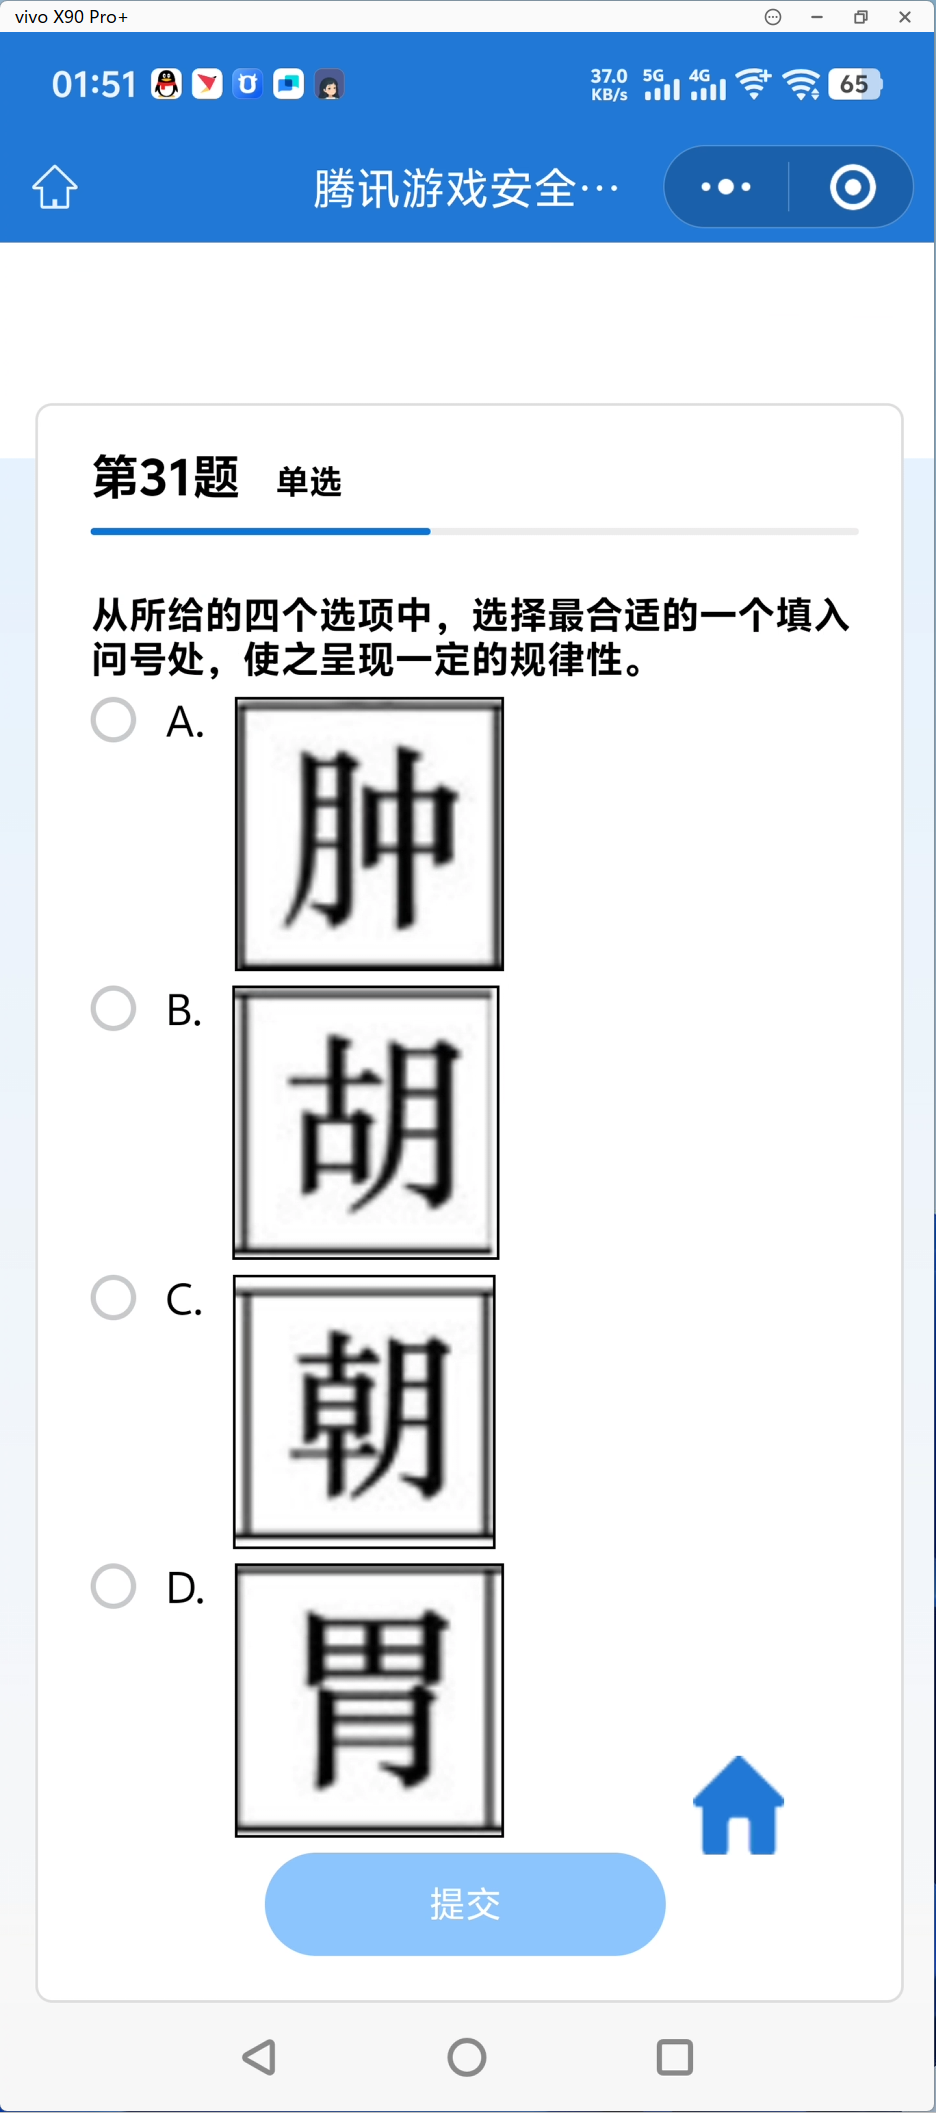 vivo X90 Pro+
01:51
37.0 KB/s 5G 4G 65
腾讯游戏安全…
第31题 单选
从所给的四个选项中，选择最合适的一个填入
问号处，使之呈现一定的规律性。
A. 肿
B. 胡
C. 朝
D. 胃
提交